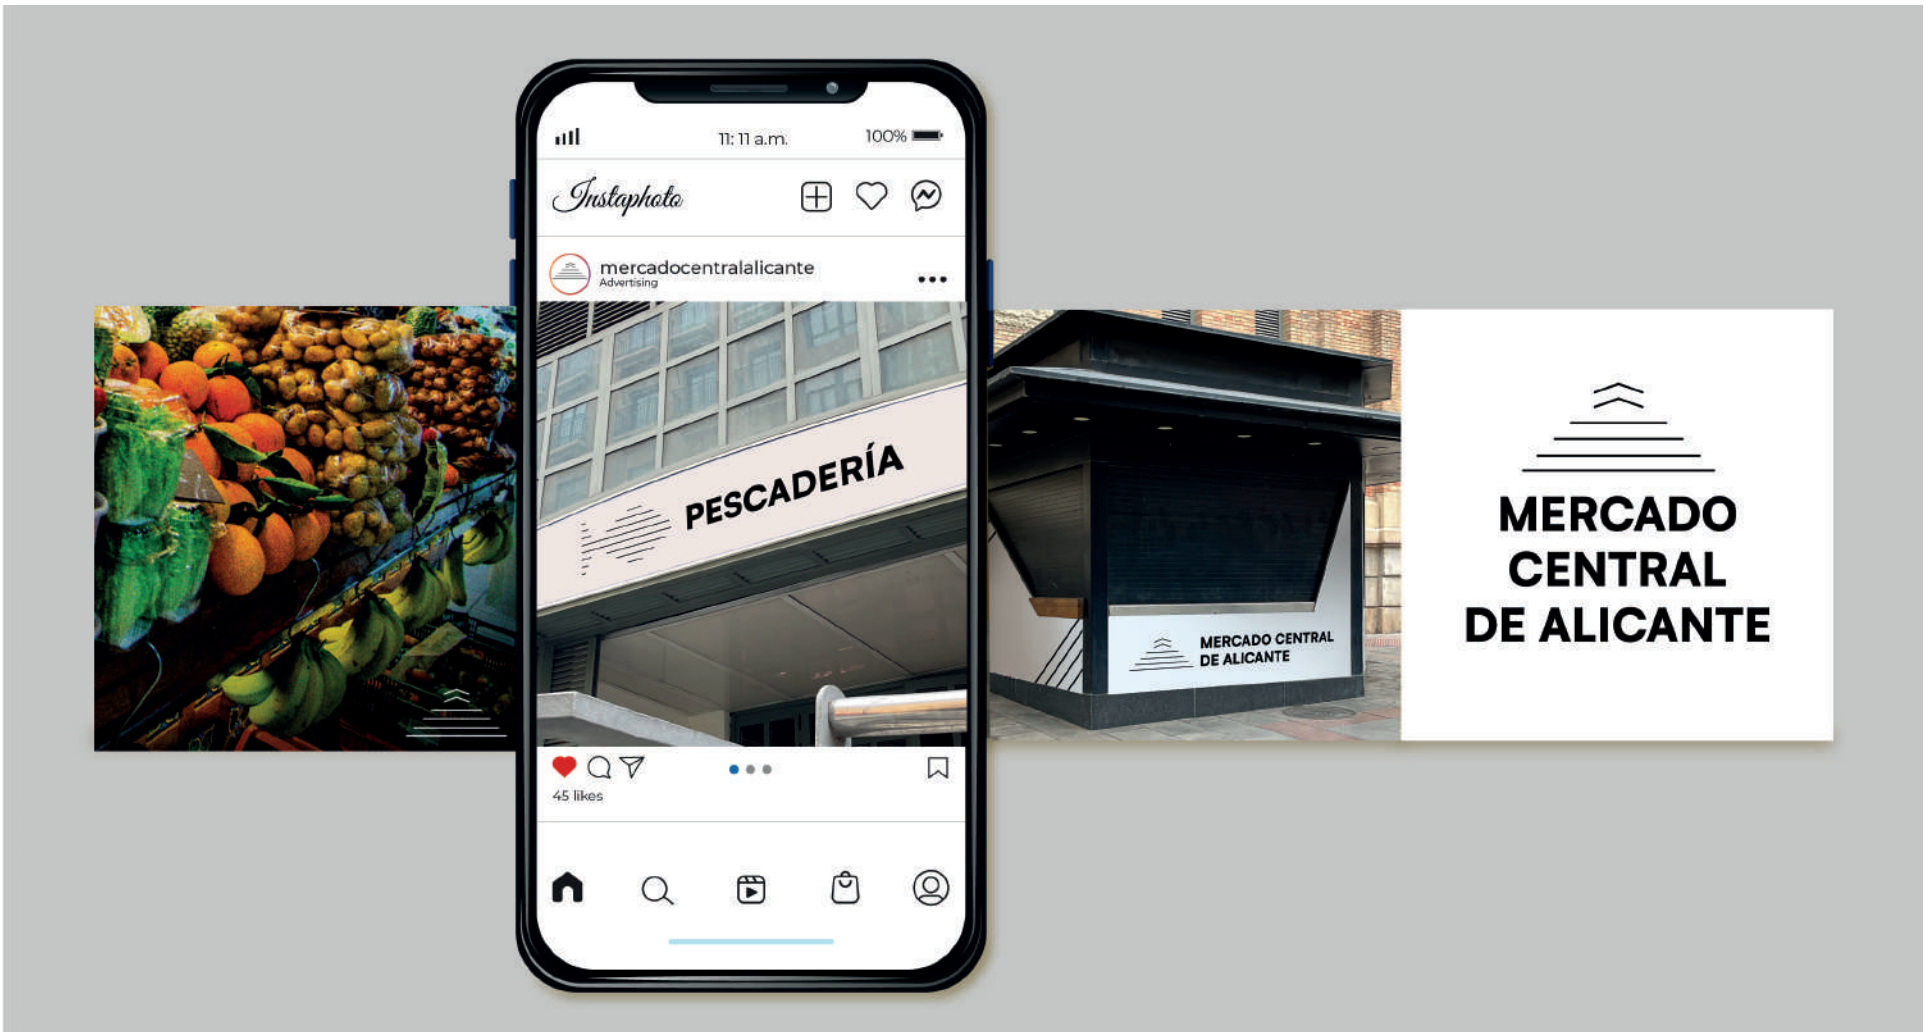 11: 11 a.m.
100%
Instaphoto
mercadocentralalicante
Advertising
PESCADERÍA
45 likes
MERCADO CENTRAL
DE ALICANTE
MERCADO
CENTRAL
DE ALICANTE